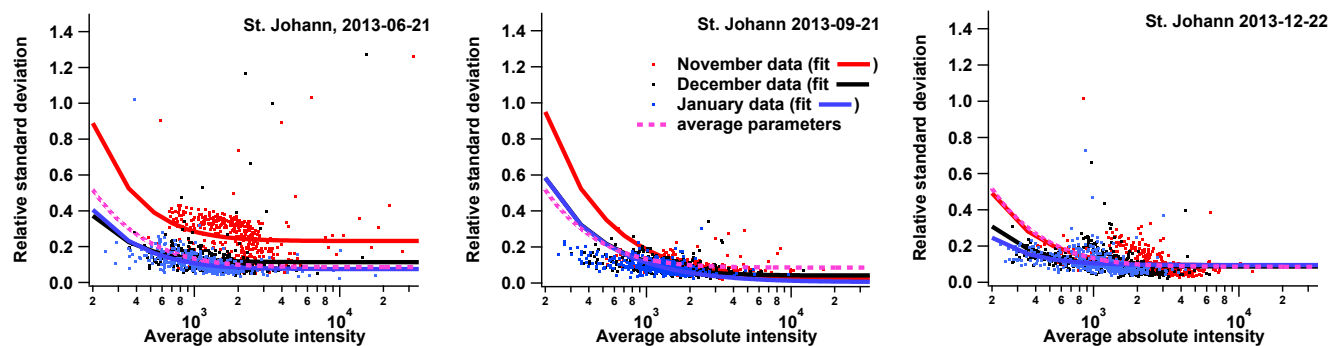 St. Johann, 2013-06-21
Relative standard deviation
1.4
1.2
1.0
0.8
0.6
0.4
0.2
0.0
2 4 6 8 10³ 2 4 6 8 10⁴ 2
Average absolute intensity
St. Johann 2013-09-21
November data (fit )
December data (fit
January data (fit )
average parameters
Relative standard deviation
1.4
1.2
1.0
0.8
0.6
0.4
0.2
0.0
2 4 6 8 10³ 2 4 6 8 10⁴ 2
Average absolute intensity
St. Johann 2013-12-22
Relative standard deviation
1.4
1.2
1.0
0.8
0.6
0.4
0.2
0.0
2 4 6 8 10³ 2 4 6 8 10⁴ 2
Average absolute intensity